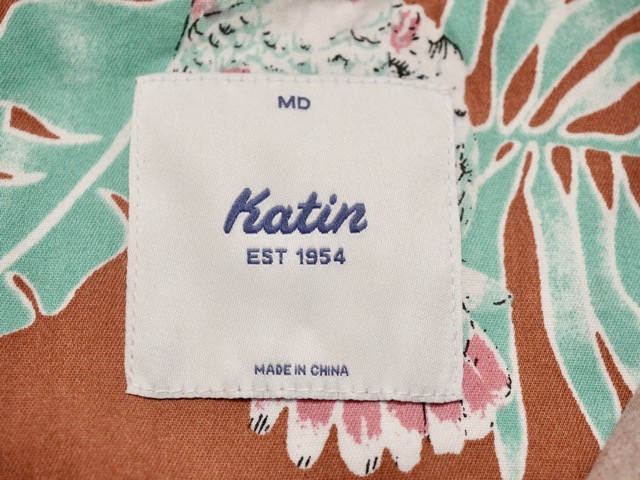 MD
Katin
EST 1954
MADE IN CHINA